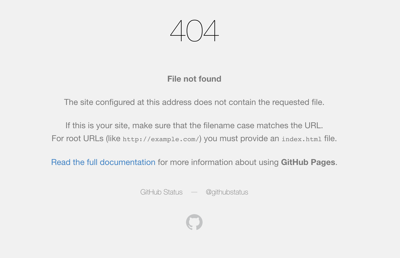 404
File not found
The site configured at this address does not contain the requested file.
If this is your site, make sure that the filename case matches the URL.
For root URLs (like http://example.com/) you must provide an index.html file.
Read the full documentation for more information about using GitHub Pages.
GitHub Status — @githubstatus